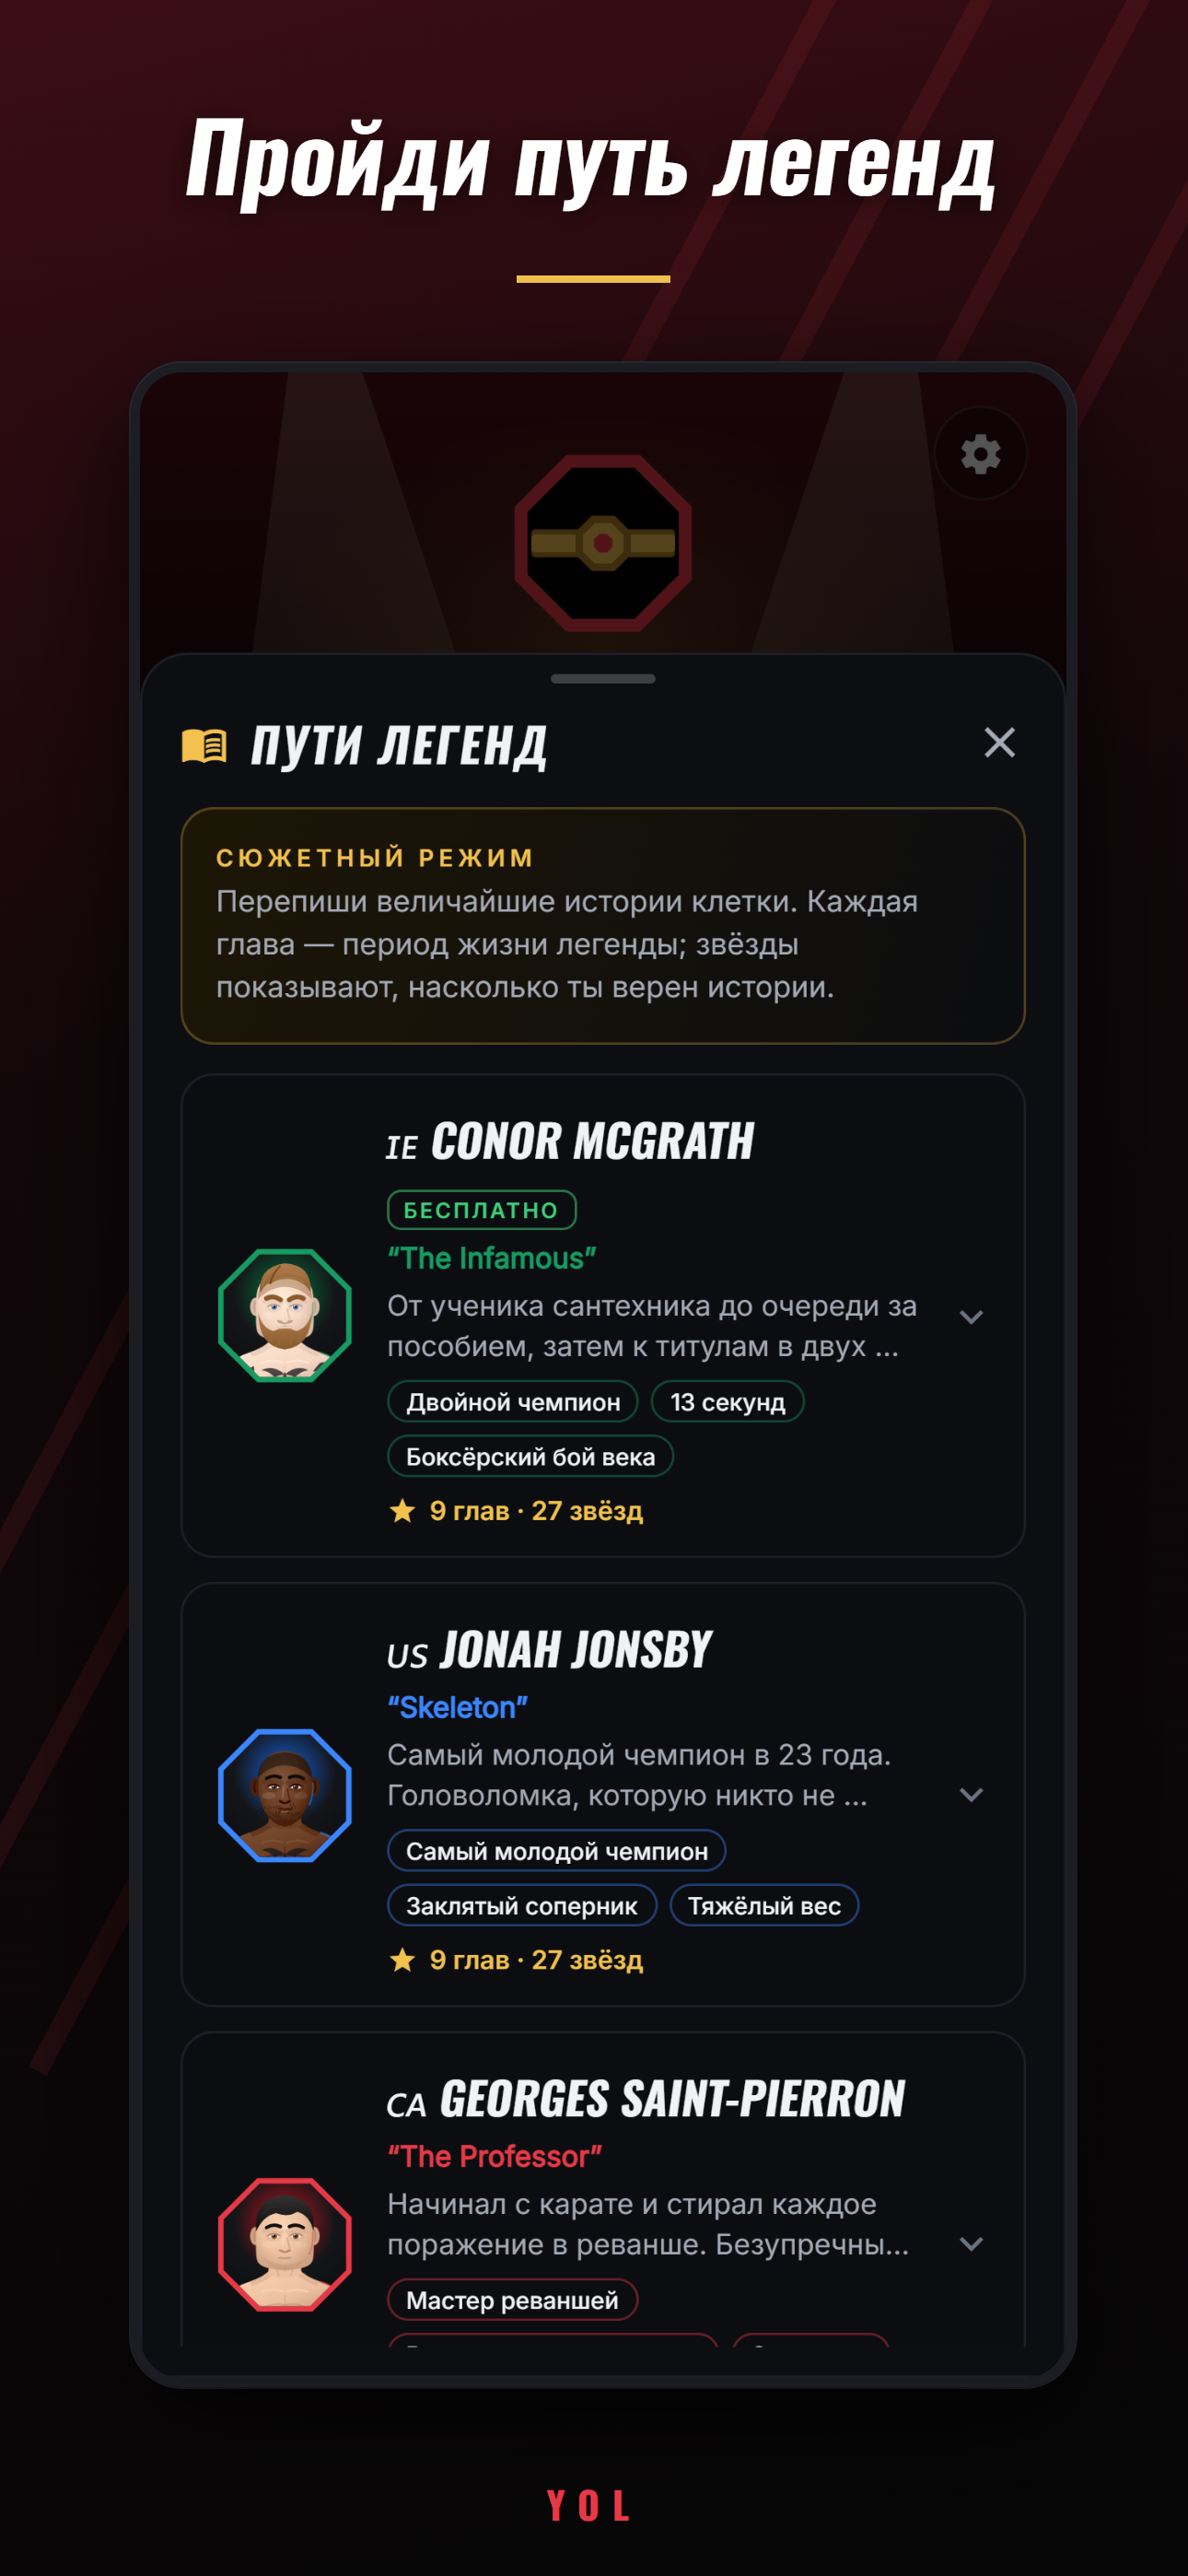 Пройди путь легенд
ПУТИ ЛЕГЕНД
СЮЖЕТНЫЙ РЕЖИМ
Перепиши величайшие истории клетки. Каждая
глава — период жизни легенды; звёзды
показывают, насколько ты верен истории.
IE CONOR MCGRATH
БЕСПЛАТНО
“The Infamous”
От ученика сантехника до очереди за
пособием, затем к титулам в двух ...
Двойной чемпион 13 секунд
Боксёрский бой века
9 глав · 27 звёзд
US JONAH JONSBY
“Skeleton”
Самый молодой чемпион в 23 года.
Головоломка, которую никто не ...
Самый молодой чемпион
Заклятый соперник Тяжёлый вес
9 глав · 27 звёзд
CA GEORGES SAINT-PIERRON
“The Professor”
Начинал с карате и стирал каждое
поражение в реванше. Безупречны...
Мастер реваншей
YOL